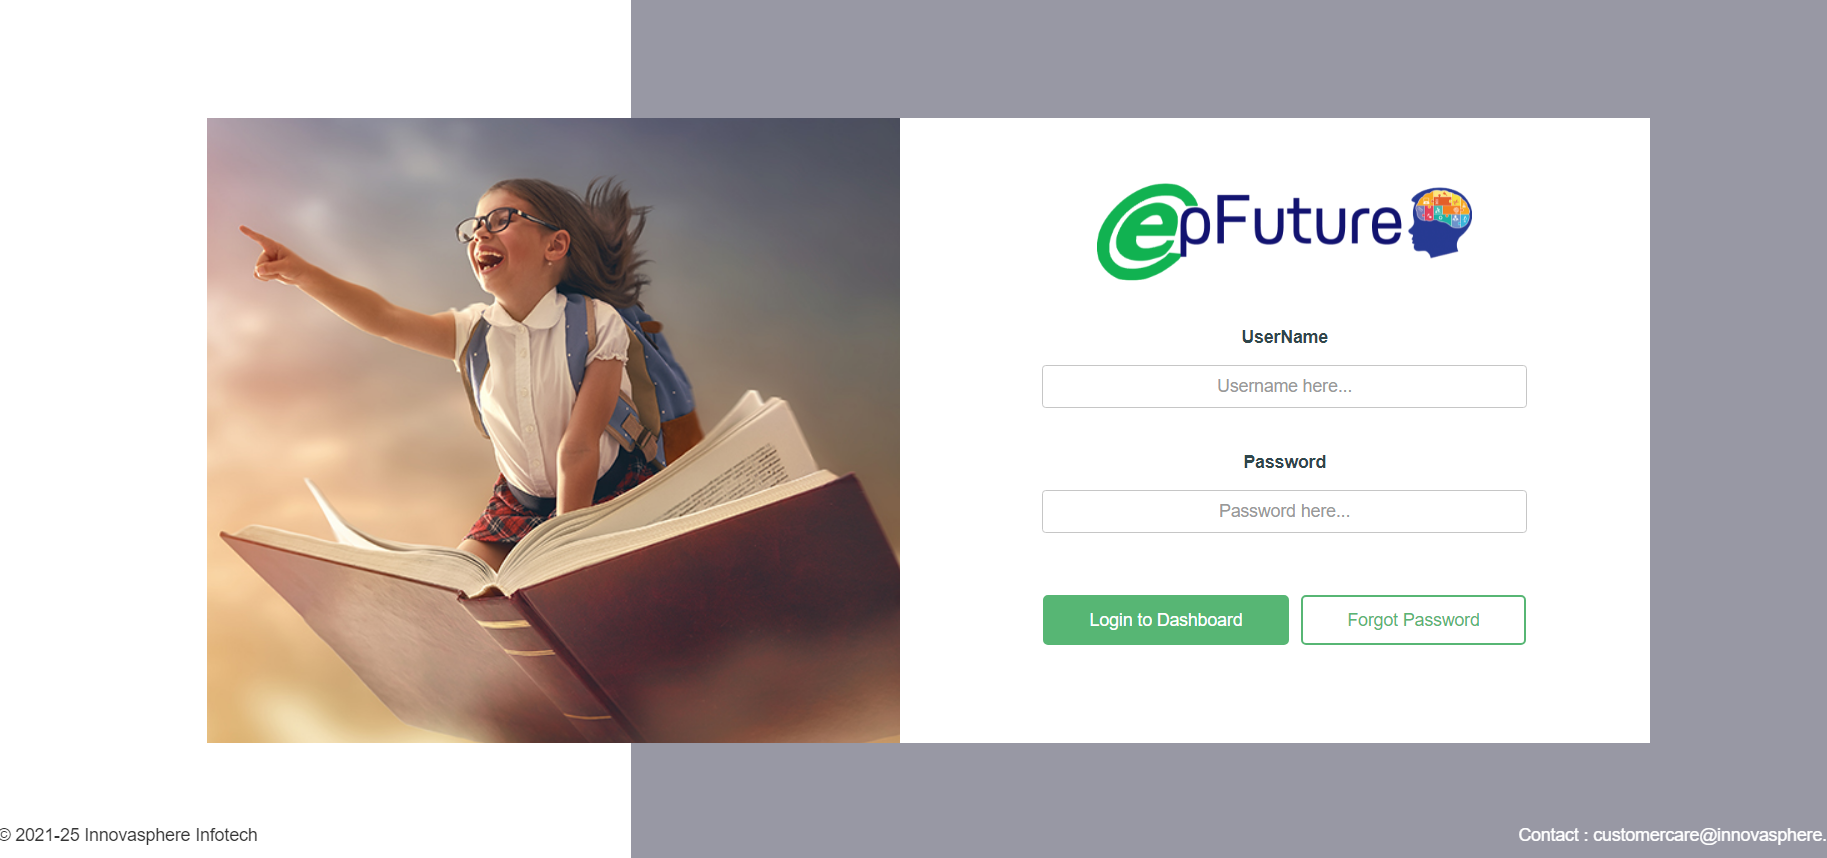 epFuture
UserName
Username here...
Password
Password here...
Login to Dashboard
Forgot Password
© 2021-25 Innovasphere Infotech
Contact : customercare@innovasphere.